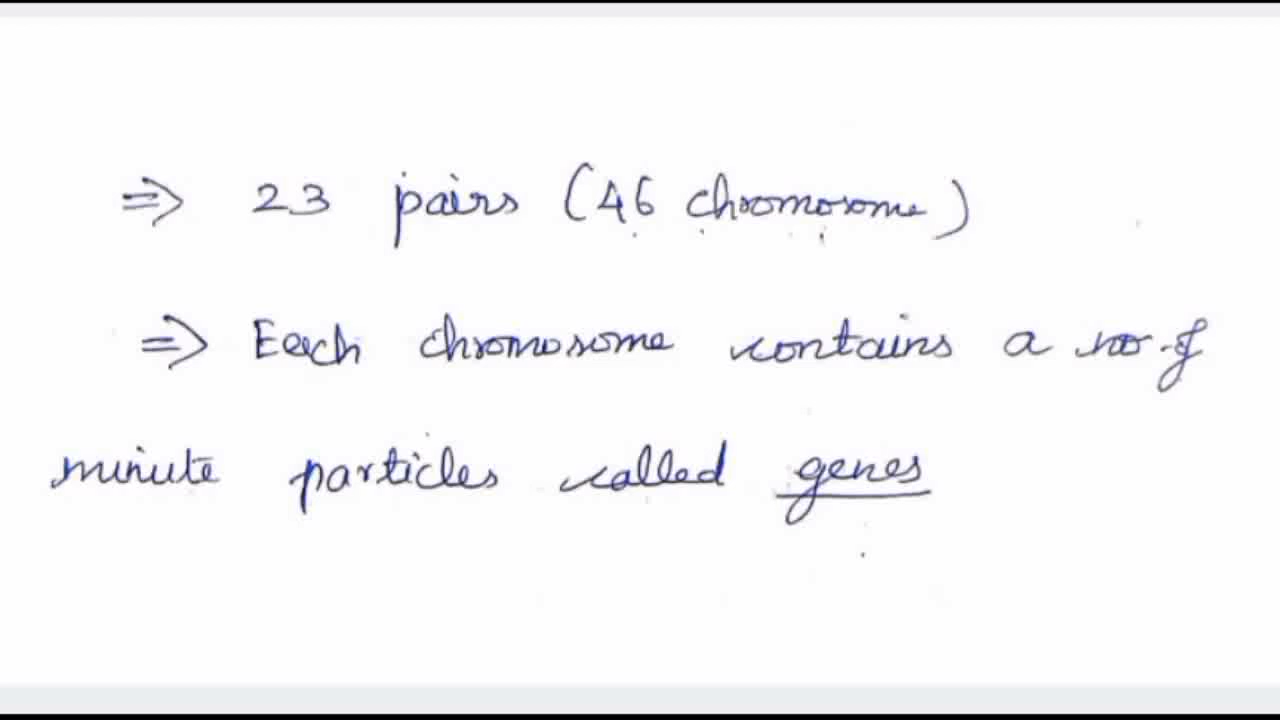 ⇒ 23 pairs (46 chromosome)
⇒ Each chromosome contains a no. of
minute particles called genes